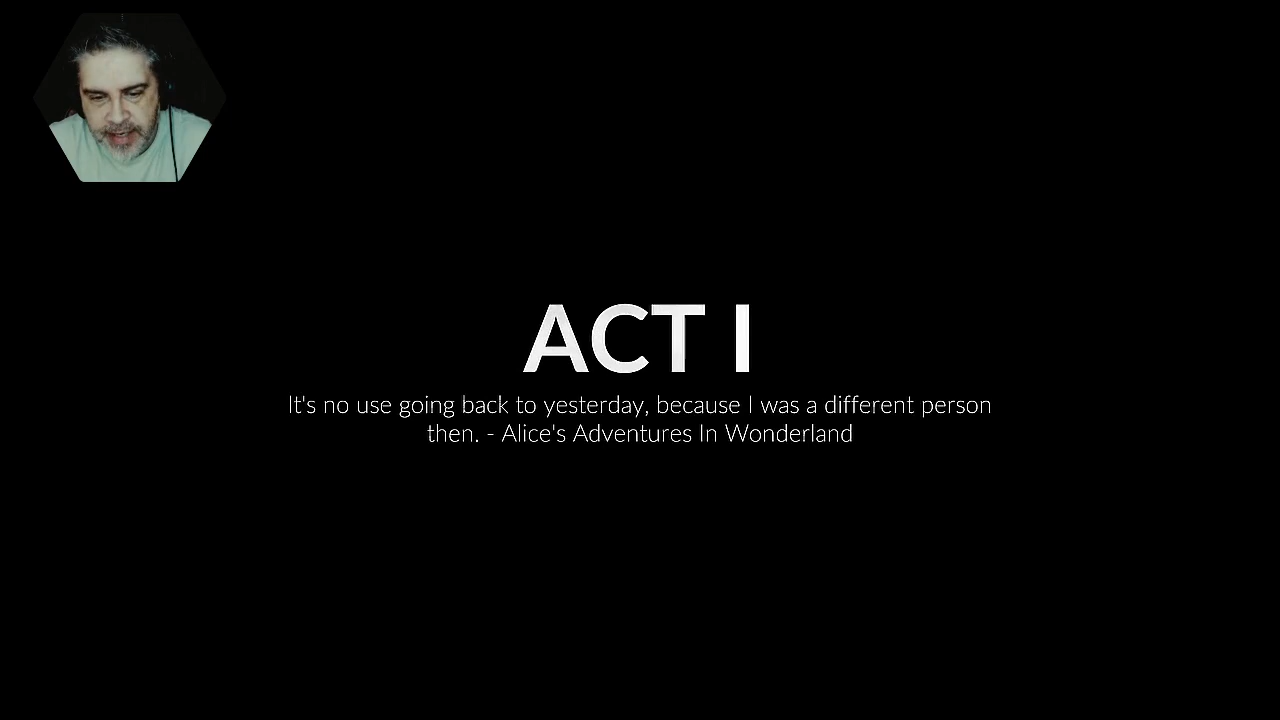 ACT I
It's no use going back to yesterday, because I was a different person
then. - Alice's Adventures In Wonderland